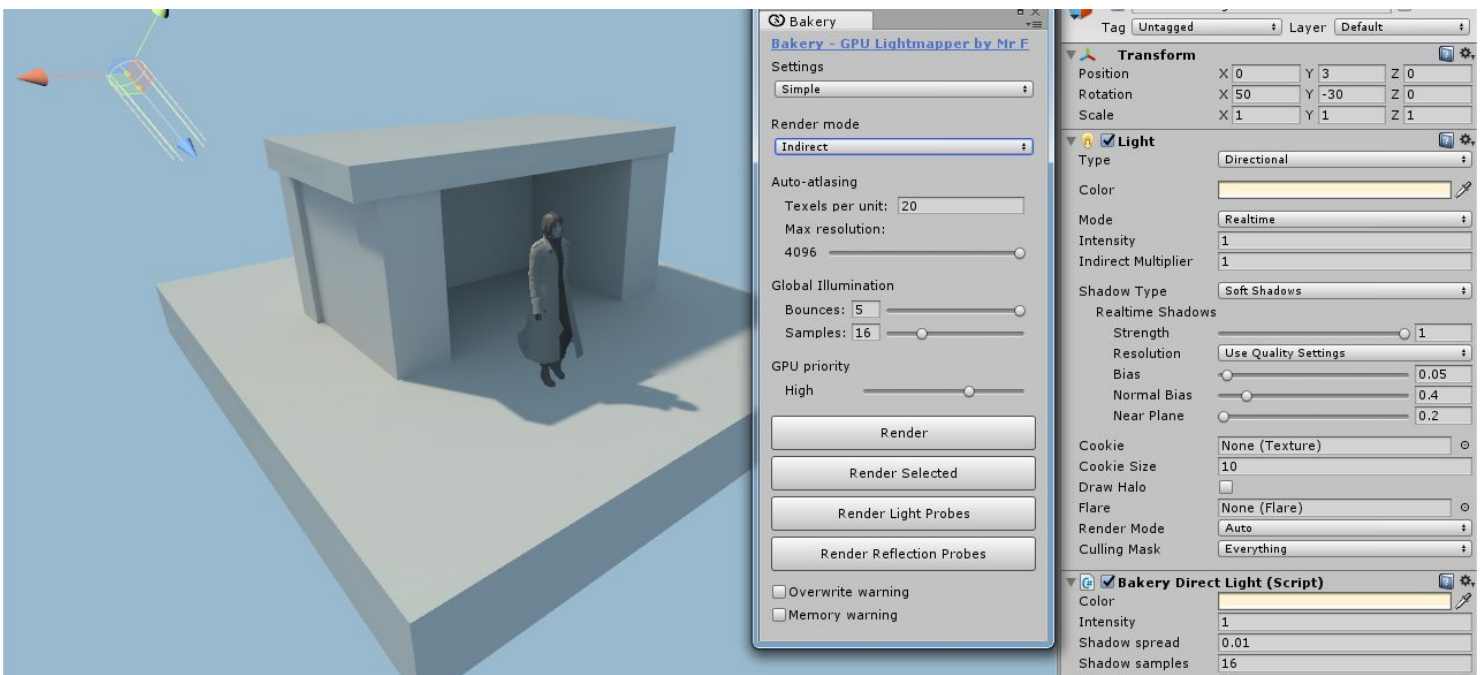 Bakery
Bakery - GPU Lightmapper by Mr F
Settings
Simple
Render mode
Indirect
Auto-atlasing
Texels per unit: 20
Max resolution:
4096
Global Illumination
Bounces: 5
Samples: 16
GPU priority
High
Render
Render Selected
Render Light Probes
Render Reflection Probes
Overwrite warning
Memory warning
Tag Untagged Layer Default
Transform
Position X 0 Y 3 Z 0
Rotation X 50 Y -30 Z 0
Scale X 1 Y 1 Z 1
Light
Type Directional
Color
Mode Realtime
Intensity 1
Indirect Multiplier 1
Shadow Type Soft Shadows
Realtime Shadows
Strength 1
Resolution Use Quality Settings
Bias 0.05
Normal Bias 0.4
Near Plane 0.2
Cookie None (Texture)
Cookie Size 10
Draw Halo
Flare None (Flare)
Render Mode Auto
Culling Mask Everything
Bakery Direct Light (Script)
Color
Intensity 1
Shadow spread 0.01
Shadow samples 16